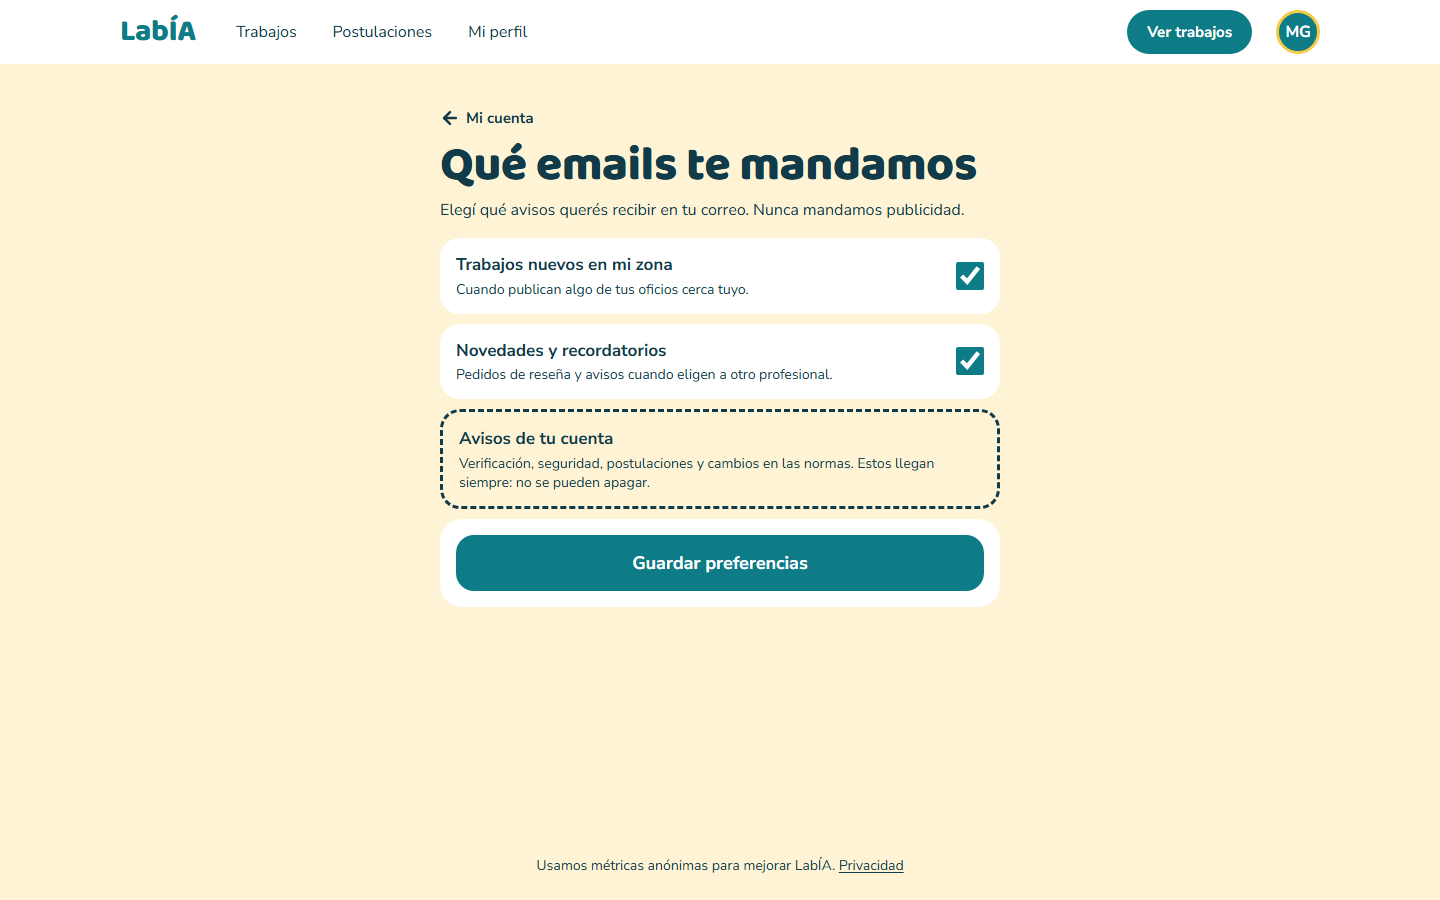 LabÍA
Trabajos
Postulaciones
Mi perfil
Ver trabajos
MG
Mi cuenta
Qué emails te mandamos
Elegí qué avisos querés recibir en tu correo. Nunca mandamos publicidad.
Trabajos nuevos en mi zona
Cuando publican algo de tus oficios cerca tuyo.
Novedades y recordatorios
Pedidos de reseña y avisos cuando eligen a otro profesional.
Avisos de tu cuenta
Verificación, seguridad, postulaciones y cambios en las normas. Estos llegan
siempre: no se pueden apagar.
Guardar preferencias
Usamos métricas anónimas para mejorar LabÍA. Privacidad